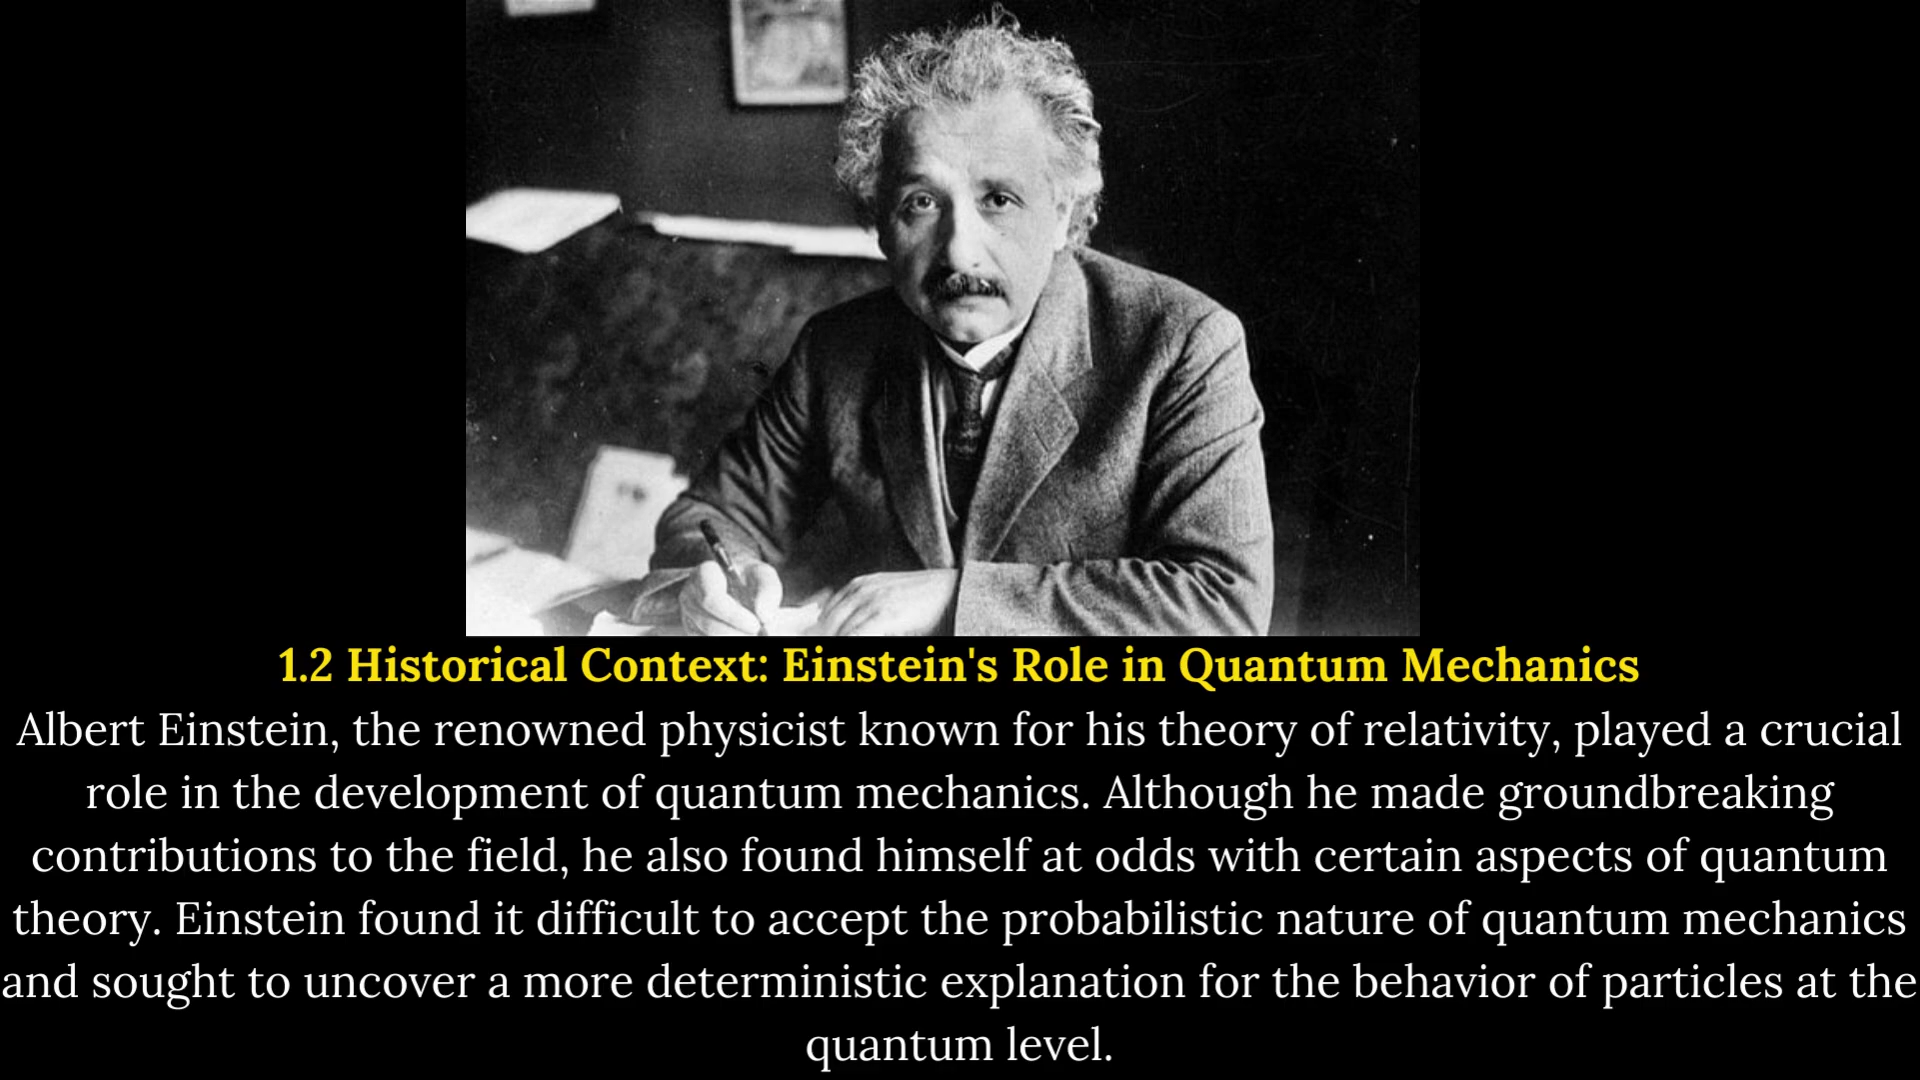 1.2 Historical Context: Einstein's Role in Quantum Mechanics
Albert Einstein, the renowned physicist known for his theory of relativity, played a crucial
role in the development of quantum mechanics. Although he made groundbreaking
contributions to the field, he also found himself at odds with certain aspects of quantum
theory. Einstein found it difficult to accept the probabilistic nature of quantum mechanics
and sought to uncover a more deterministic explanation for the behavior of particles at the
quantum level.